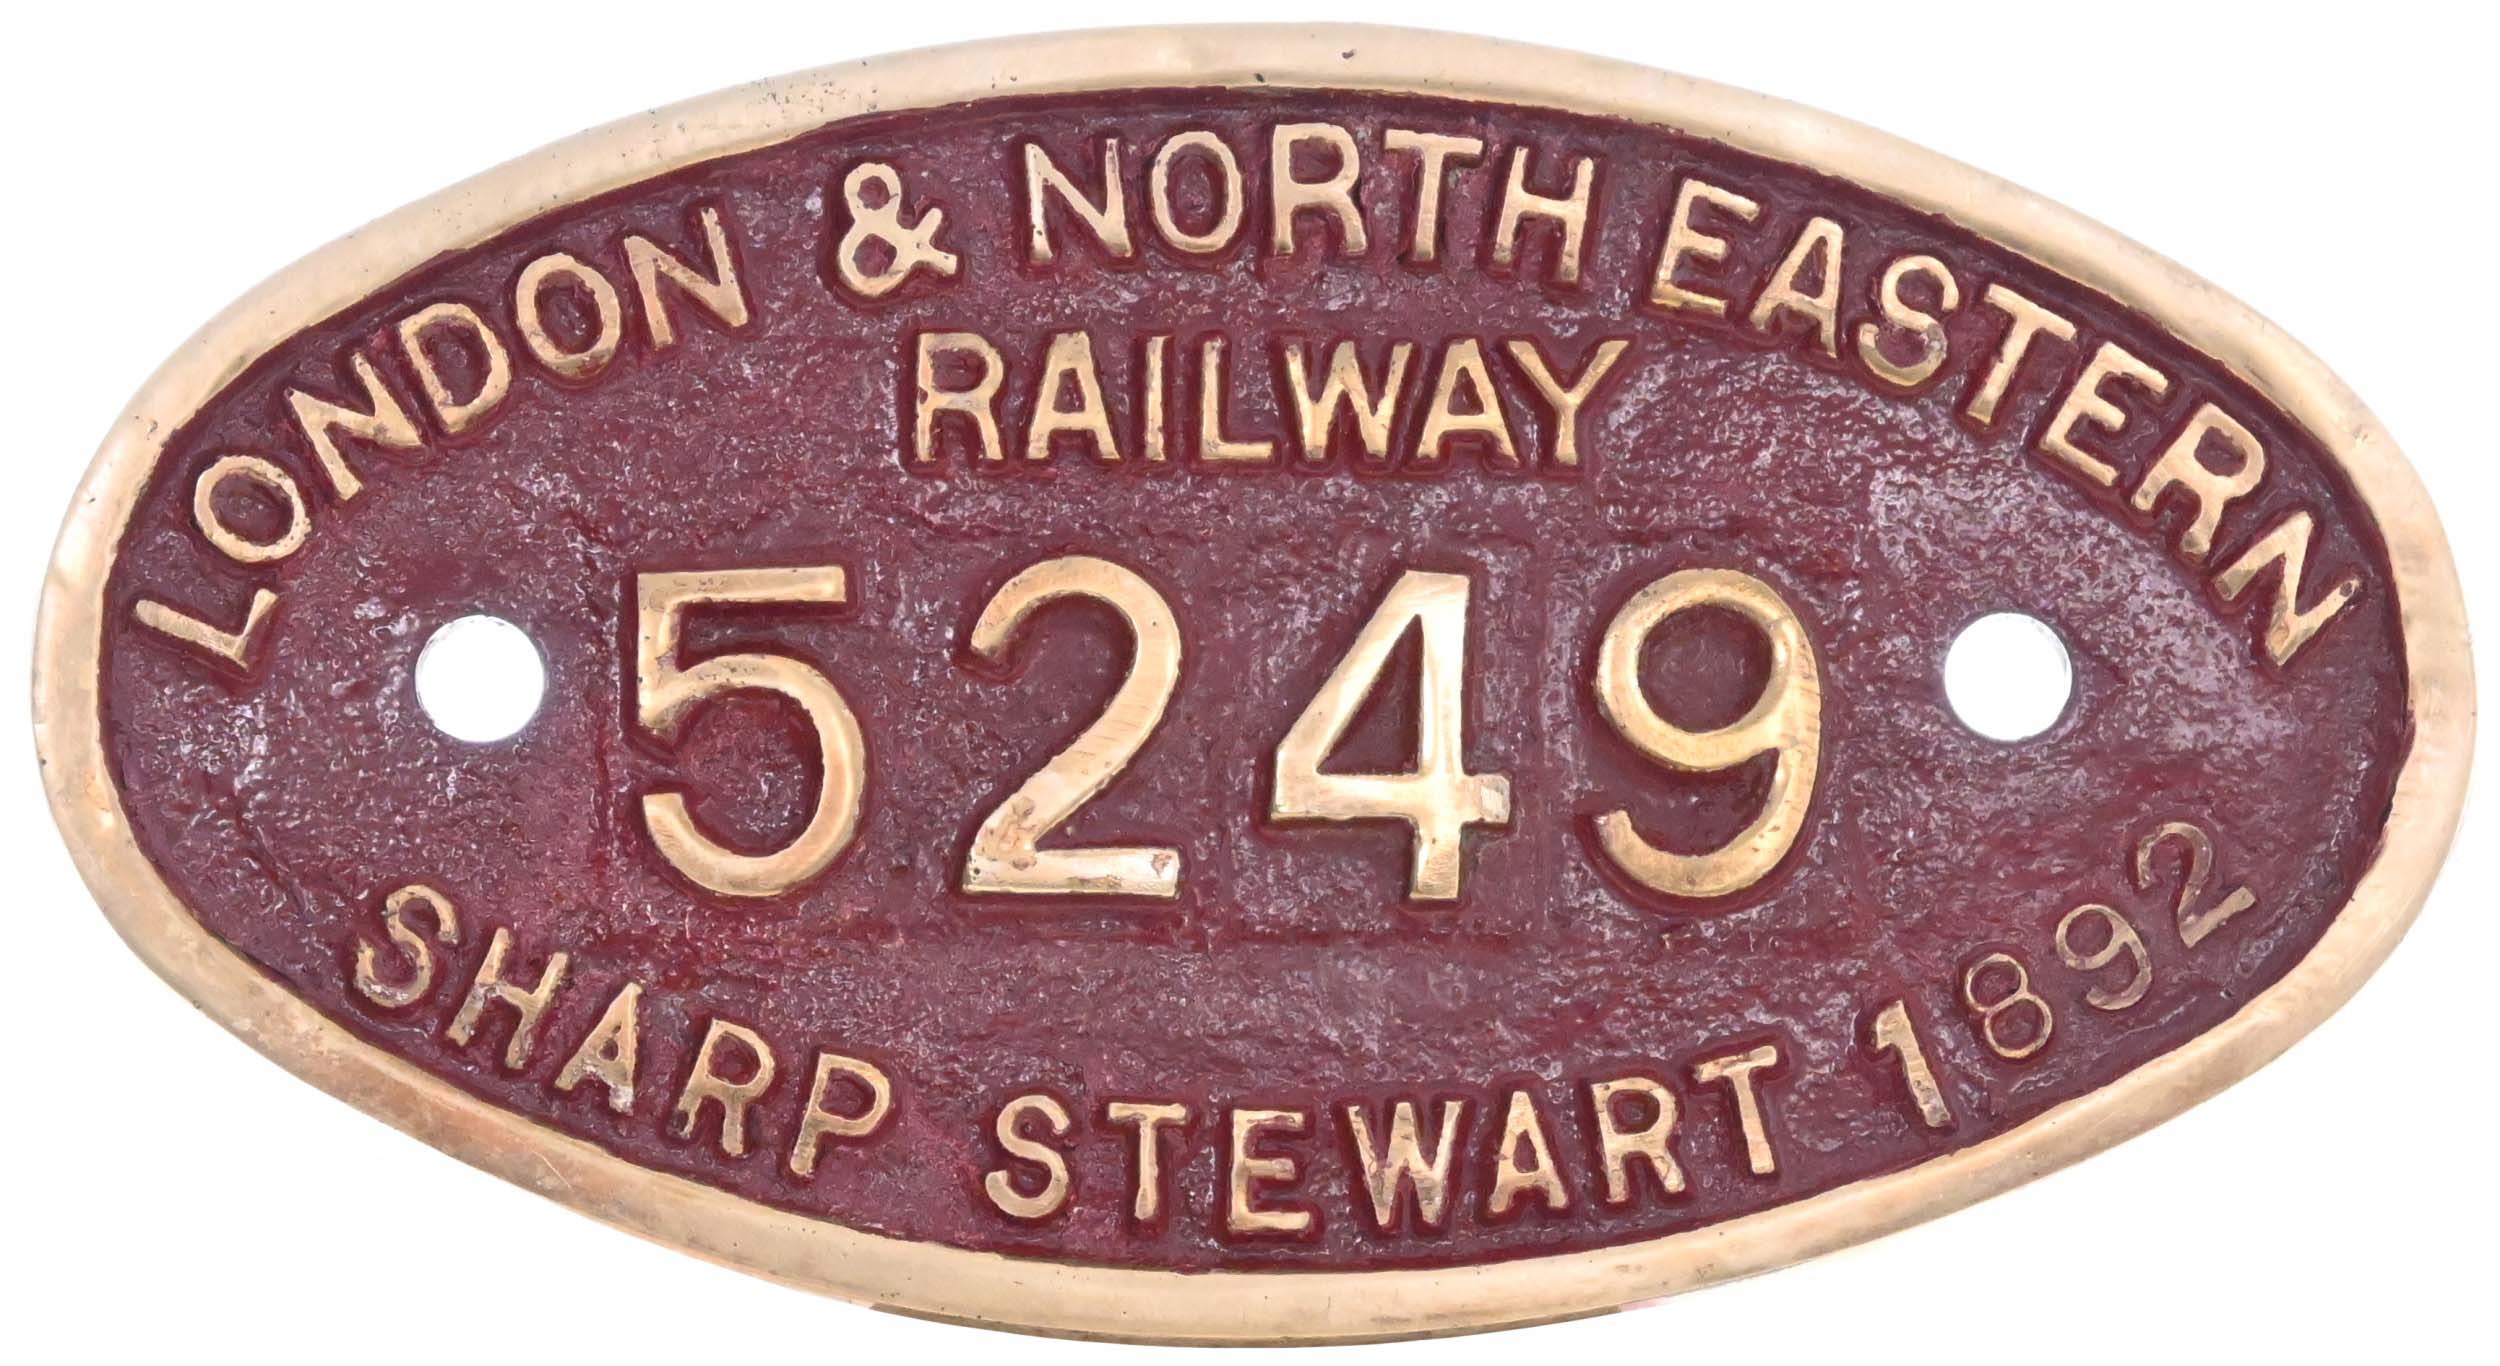 LONDON & NORTH EASTERN
RAILWAY
5249
SHARP STEWART 1892